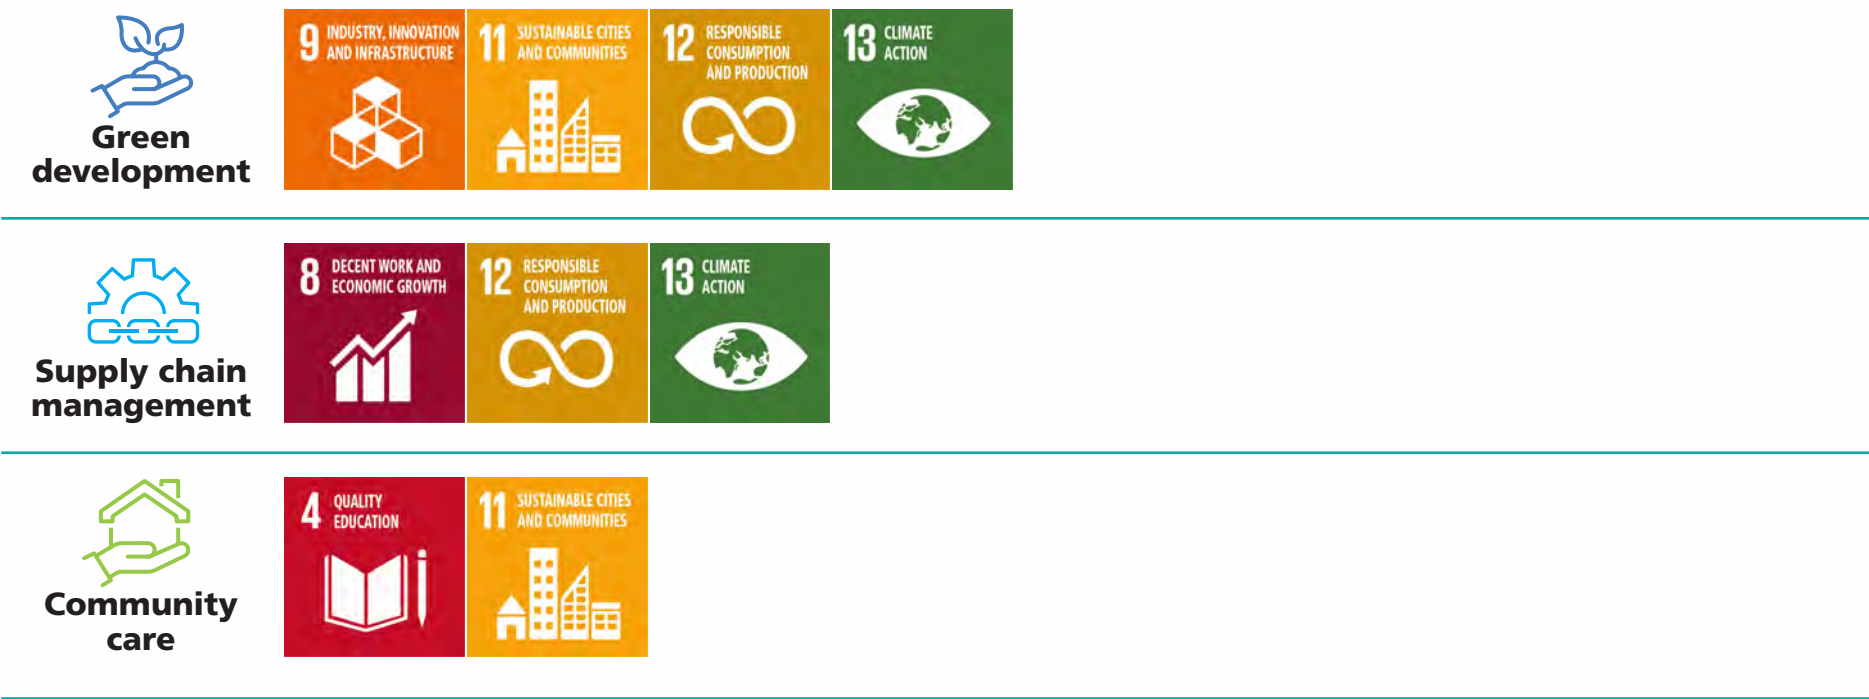 Green
development
9 INDUSTRY, INNOVATION
AND INFRASTRUCTURE
11 SUSTAINABLE CITIES
AND COMMUNITIES
12 RESPONSIBLE
CONSUMPTION
AND PRODUCTION
13 CLIMATE
ACTION
Supply chain
management
8 DECENT WORK AND
ECONOMIC GROWTH
12 RESPONSIBLE
CONSUMPTION
AND PRODUCTION
13 CLIMATE
ACTION
Community
care
4 QUALITY
EDUCATION
11 SUSTAINABLE CITIES
AND COMMUNITIES